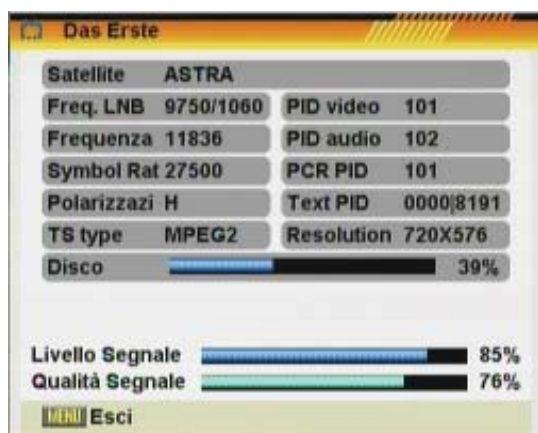 Das Erste
Satellite ASTRA
Freq. LNB 9750/1060 PID video 101
Frequenza 11836 PID audio 102
Symbol Rat 27500 PCR PID 101
Polarizzazi H Text PID 0000|8191
TS type MPEG2 Resolution 720X576
Disco 39%
Livello Segnale 85%
Qualità Segnale 76%
MENU Esci